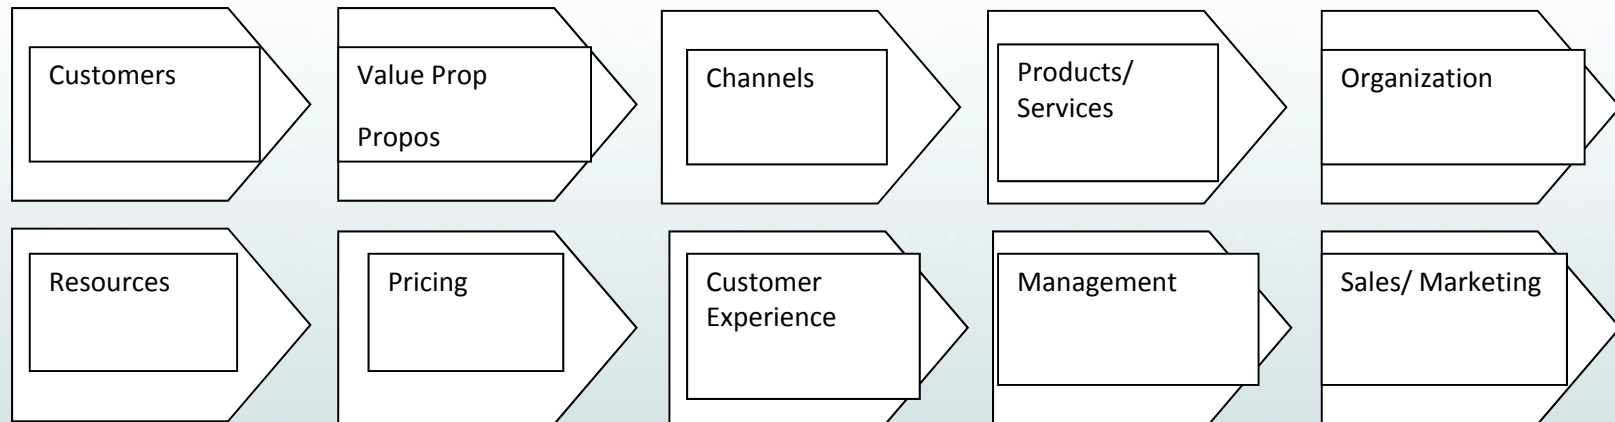 Customers
Value Prop
Propos
Channels
Products/
Services
Organization
Resources
Pricing
Customer
Experience
Management
Sales/ Marketing